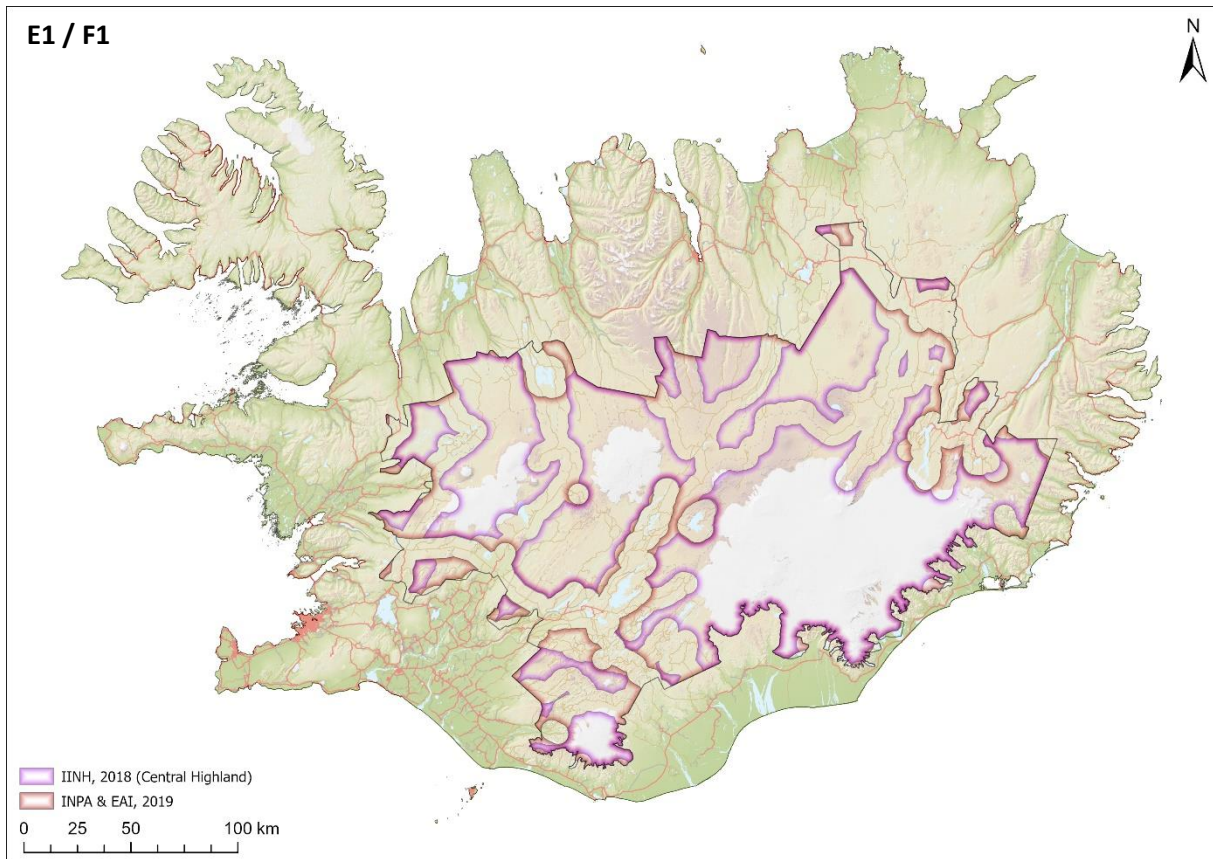 E1 / F1
N
IINH, 2018 (Central Highland)
INPA & EAI, 2019
0 25 50 100 km